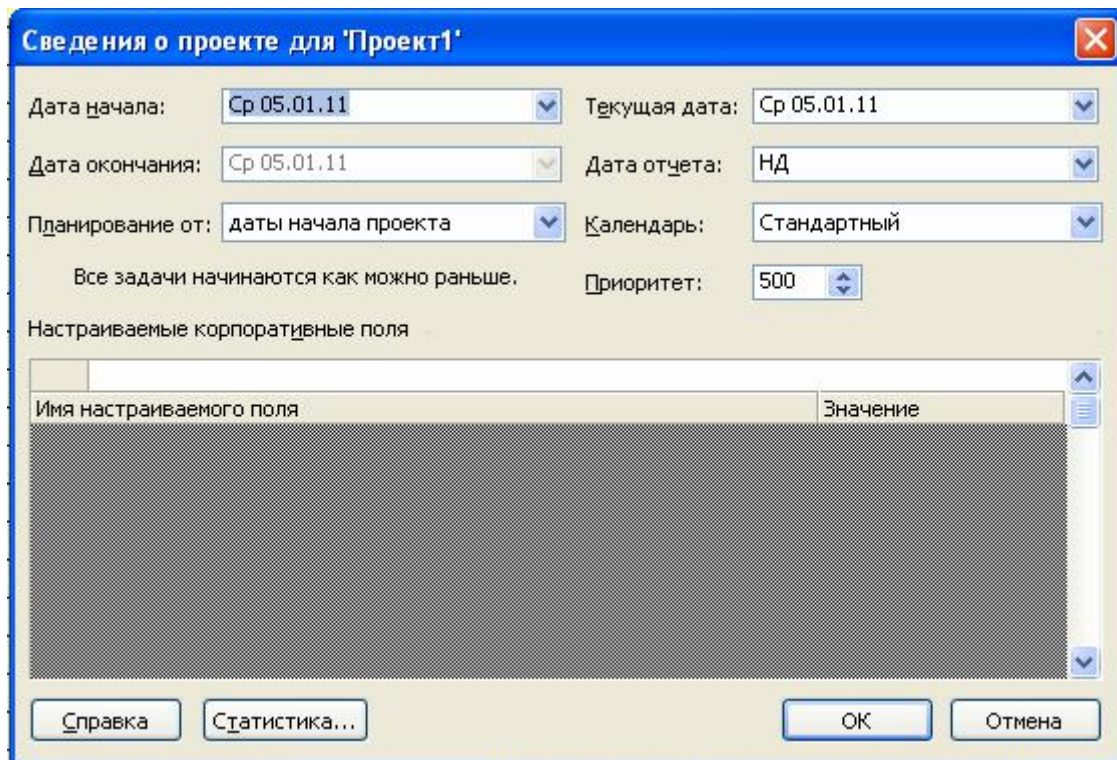 Сведения о проекте для 'Проект1'
Дата начала: Ср 05.01.11 Текущая дата: Ср 05.01.11
Дата окончания: Ср 05.01.11 Дата отчета: НД
Планирование от: даты начала проекта Календарь: Стандартный
Все задачи начинаются как можно раньше. Приоритет: 500
Настраиваемые корпоративные поля
Имя настраиваемого поля Значение
Справка Статистика... ОК Отмена